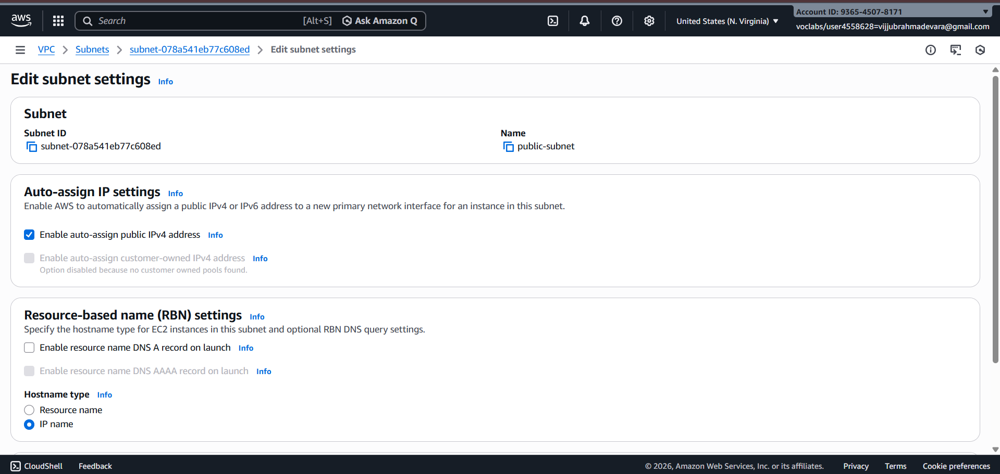 aws
Search [Alt+S] Ask Amazon Q
United States (N. Virginia)
Account ID: 9365-4507-8171
voclabs/user4558628=vijjubrahmadevara@gmail.com
VPC Subnets subnet-078a541eb77c608ed Edit subnet settings
Edit subnet settings Info
Subnet
Subnet ID
subnet-078a541eb77c608ed
Name
public-subnet
Auto-assign IP settings Info
Enable AWS to automatically assign a public IPv4 or IPv6 address to a new primary network interface for an instance in this subnet.
Enable auto-assign public IPv4 address Info
Enable auto-assign customer-owned IPv4 address Info
Option disabled because no customer owned pools found.
Resource-based name (RBN) settings Info
Specify the hostname type for EC2 instances in this subnet and optional RBN DNS query settings.
Enable resource name DNS A record on launch Info
Enable resource name DNS AAAA record on launch Info
Hostname type Info
Resource name
IP name
CloudShell Feedback © 2026, Amazon Web Services, Inc. or its affiliates. Privacy Terms Cookie preferences